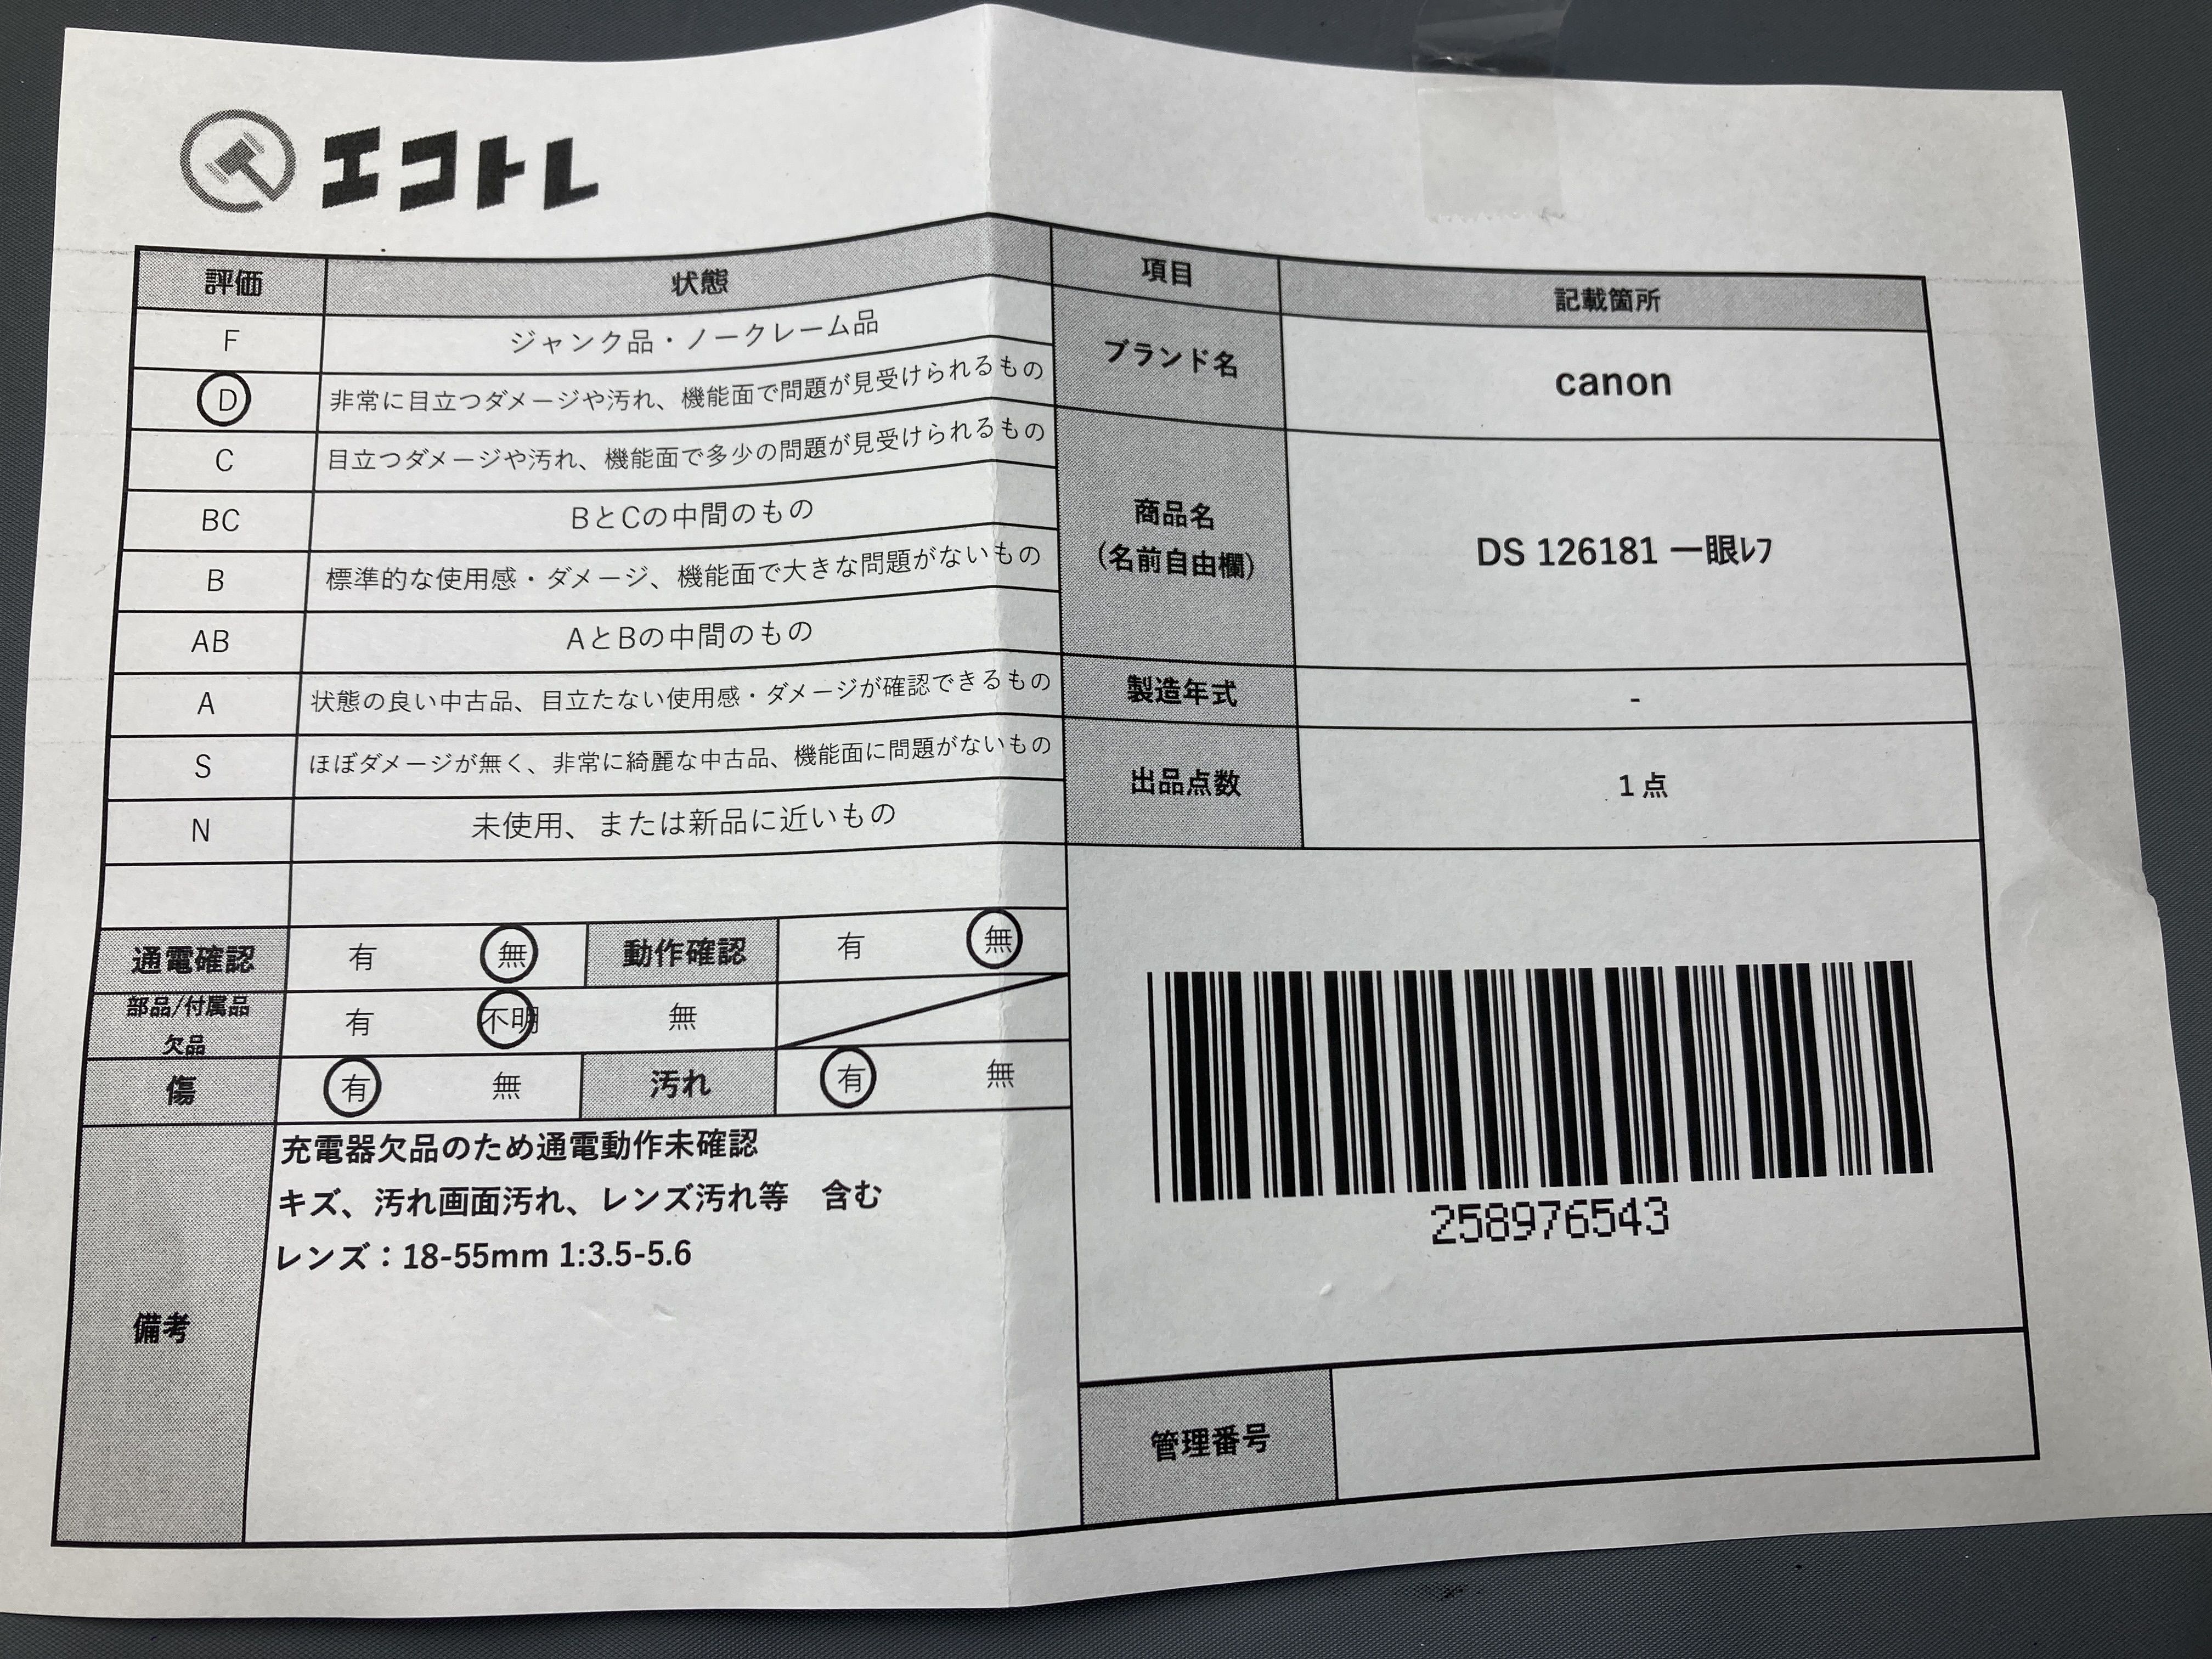 エコトレ
評価 状態
F ジャンク品・ノークレーム品
D 非常に目立つダメージや汚れ、機能面で問題が見受けられるもの
C 目立つダメージや汚れ、機能面で多少の問題が見受けられるもの
BC BとCの中間のもの
B 標準的な使用感・ダメージ、機能面で大きな問題がないもの
AB AとBの中間のもの
A 状態の良い中古品、目立たない使用感・ダメージが確認できるもの
S ほぼダメージが無く、非常に綺麗な中古品、機能面に問題がないもの
N 未使用、または新品に近いもの
通電確認 有 無 動作確認 有 無
部品/付属品
欠品
有 不明 無
傷 有 無 汚れ 有 無
備考
充電器欠品のため通電動作未確認
キズ、汚れ画面汚れ、レンズ汚れ等 含む
レンズ：18-55mm 1:3.5-5.6
項目 記載箇所
ブランド名 canon
商品名
(名前自由欄)
DS 126181 一眼ﾚﾌ
製造年式 -
出品点数 1 点
258976543
管理番号